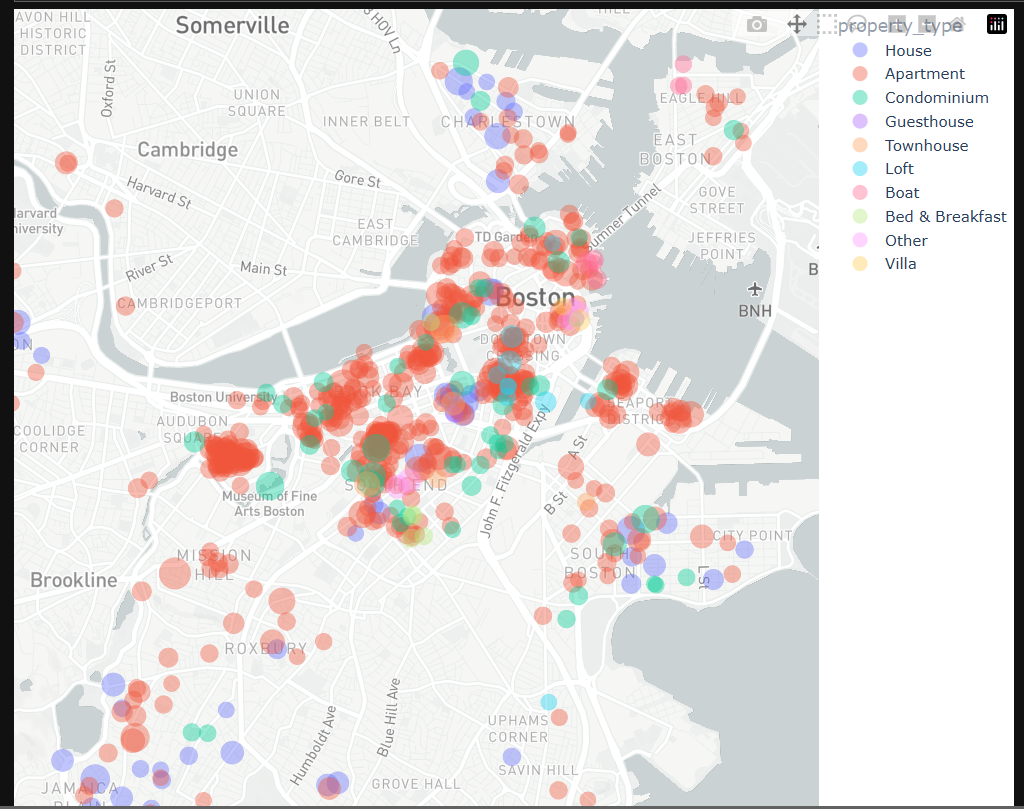 AVON HILL
HISTORIC
DISTRICT
Somerville
3 HOV Ln
HILL
property_type
House
Apartment
Condominium
Guesthouse
Townhouse
Loft
Boat
Bed & Breakfast
Other
Villa
Oxford St
UNION
SQUARE
INNER BELT
CHARLESTOWN
EAGLE HILL
EAST
BOSTON
Cambridge
Harvard St
Gore St
GOVE
STREET
Sumner Tunnel
Harvard
University
EAST
CAMBRIDGE
TD Garden
JEFFRIES
POINT
River St
Main St
B
BNH
CAMBRIDGEPORT
Boston
DOWNTOWN
CROSSING
ON
BACK BAY
Boston University
AUDUBON
SQUARE
COOLIDGE
CORNER
SEAPORT
DISTRICT
John F. Fitzgerald Expy
A St
B St
SOUTH END
Museum of Fine
Arts Boston
MISSION
HILL
CITY POINT
SOUTH
BOSTON
L St
Brookline
ROXBURY
Humboldt Ave
Blue Hill Ave
UPHAMS
CORNER
SAVIN HILL
GROVE HALL
JAMAICA
PLAIN